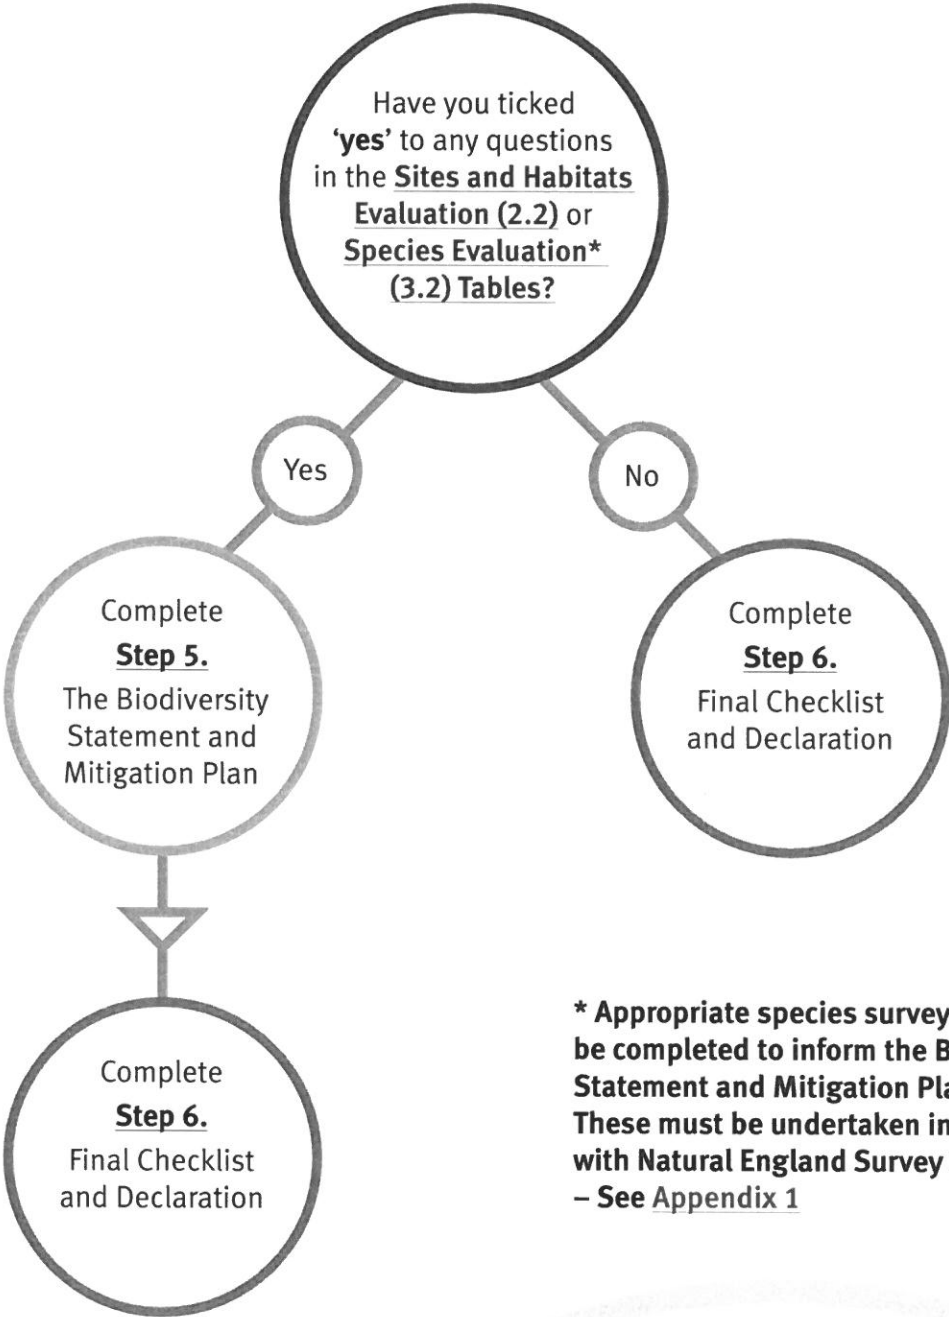 Have you ticked
'yes' to any questions
in the Sites and Habitats
Evaluation (2.2) or
Species Evaluation*
(3.2) Tables?
Yes
No
Complete
Step 5.
The Biodiversity
Statement and
Mitigation Plan
Complete
Step 6.
Final Checklist
and Declaration
Complete
Step 6.
Final Checklist
and Declaration
* Appropriate species survey
be completed to inform the
Statement and Mitigation
These must be undertaken in
with Natural England Survey
– See Appendix 1